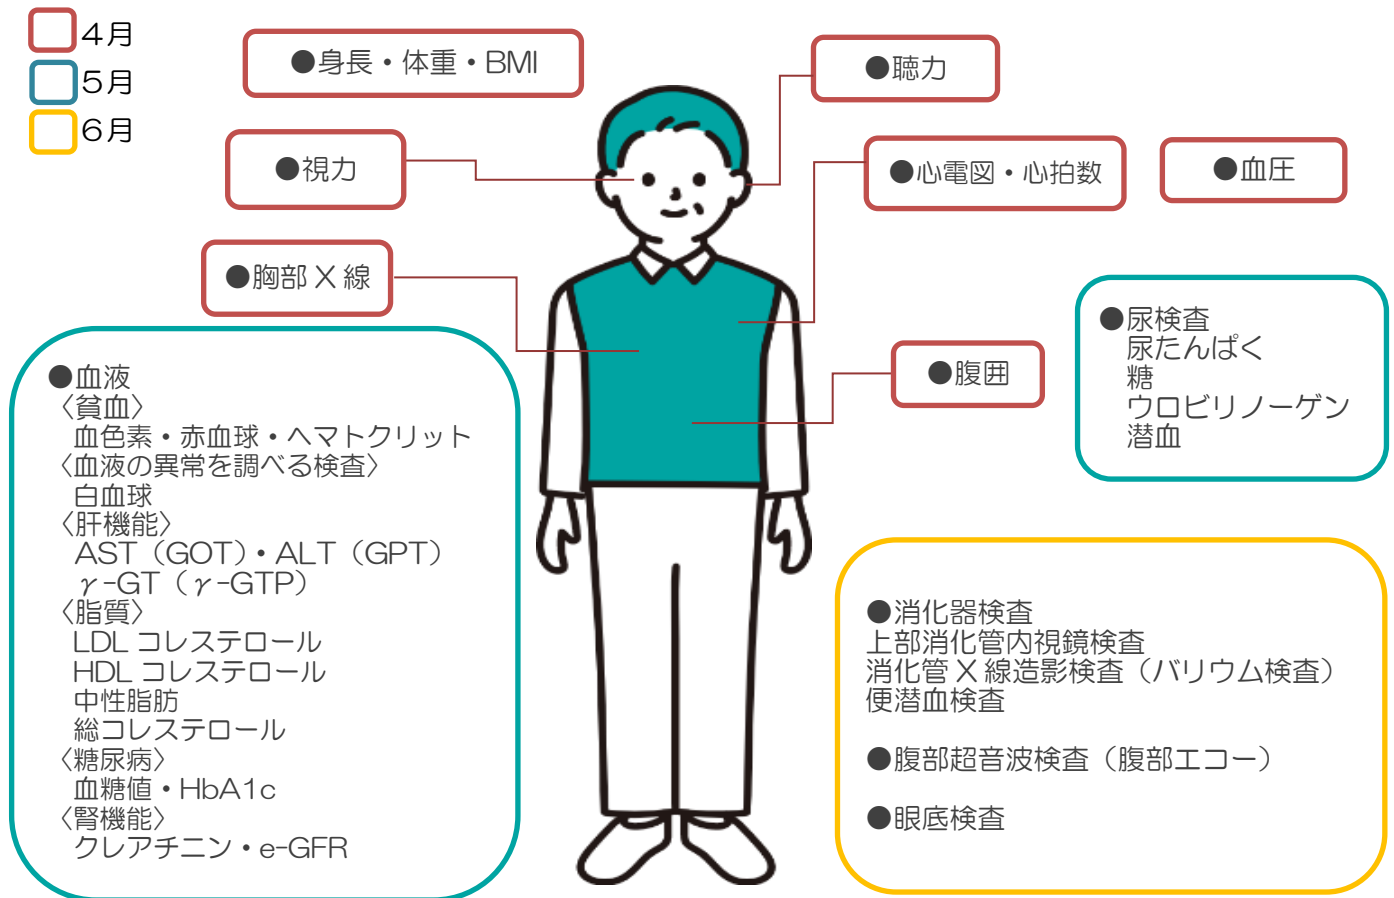 4月
5月
6月
●身長・体重・BMI
●聴力
●視力
●心電図・心拍数
●血圧
●胸部X線
●腹囲
●尿検査
尿たんぱく
糖
ウロビリノーゲン
潜血
●血液
〈貧血〉
血色素・赤血球・ヘマトクリット
〈血液の異常を調べる検査〉
白血球
〈肝機能〉
AST（GOT）・ALT（GPT）
γ-GT（γ-GTP）
〈脂質〉
LDL コレステロール
HDL コレステロール
中性脂肪
総コレステロール
〈糖尿病〉
血糖値・HbA1c
〈腎機能〉
クレアチニン・e-GFR
●消化器検査
上部消化管内視鏡検査
消化管X線造影検査（バリウム検査）
便潜血検査
●腹部超音波検査（腹部エコー）
●眼底検査